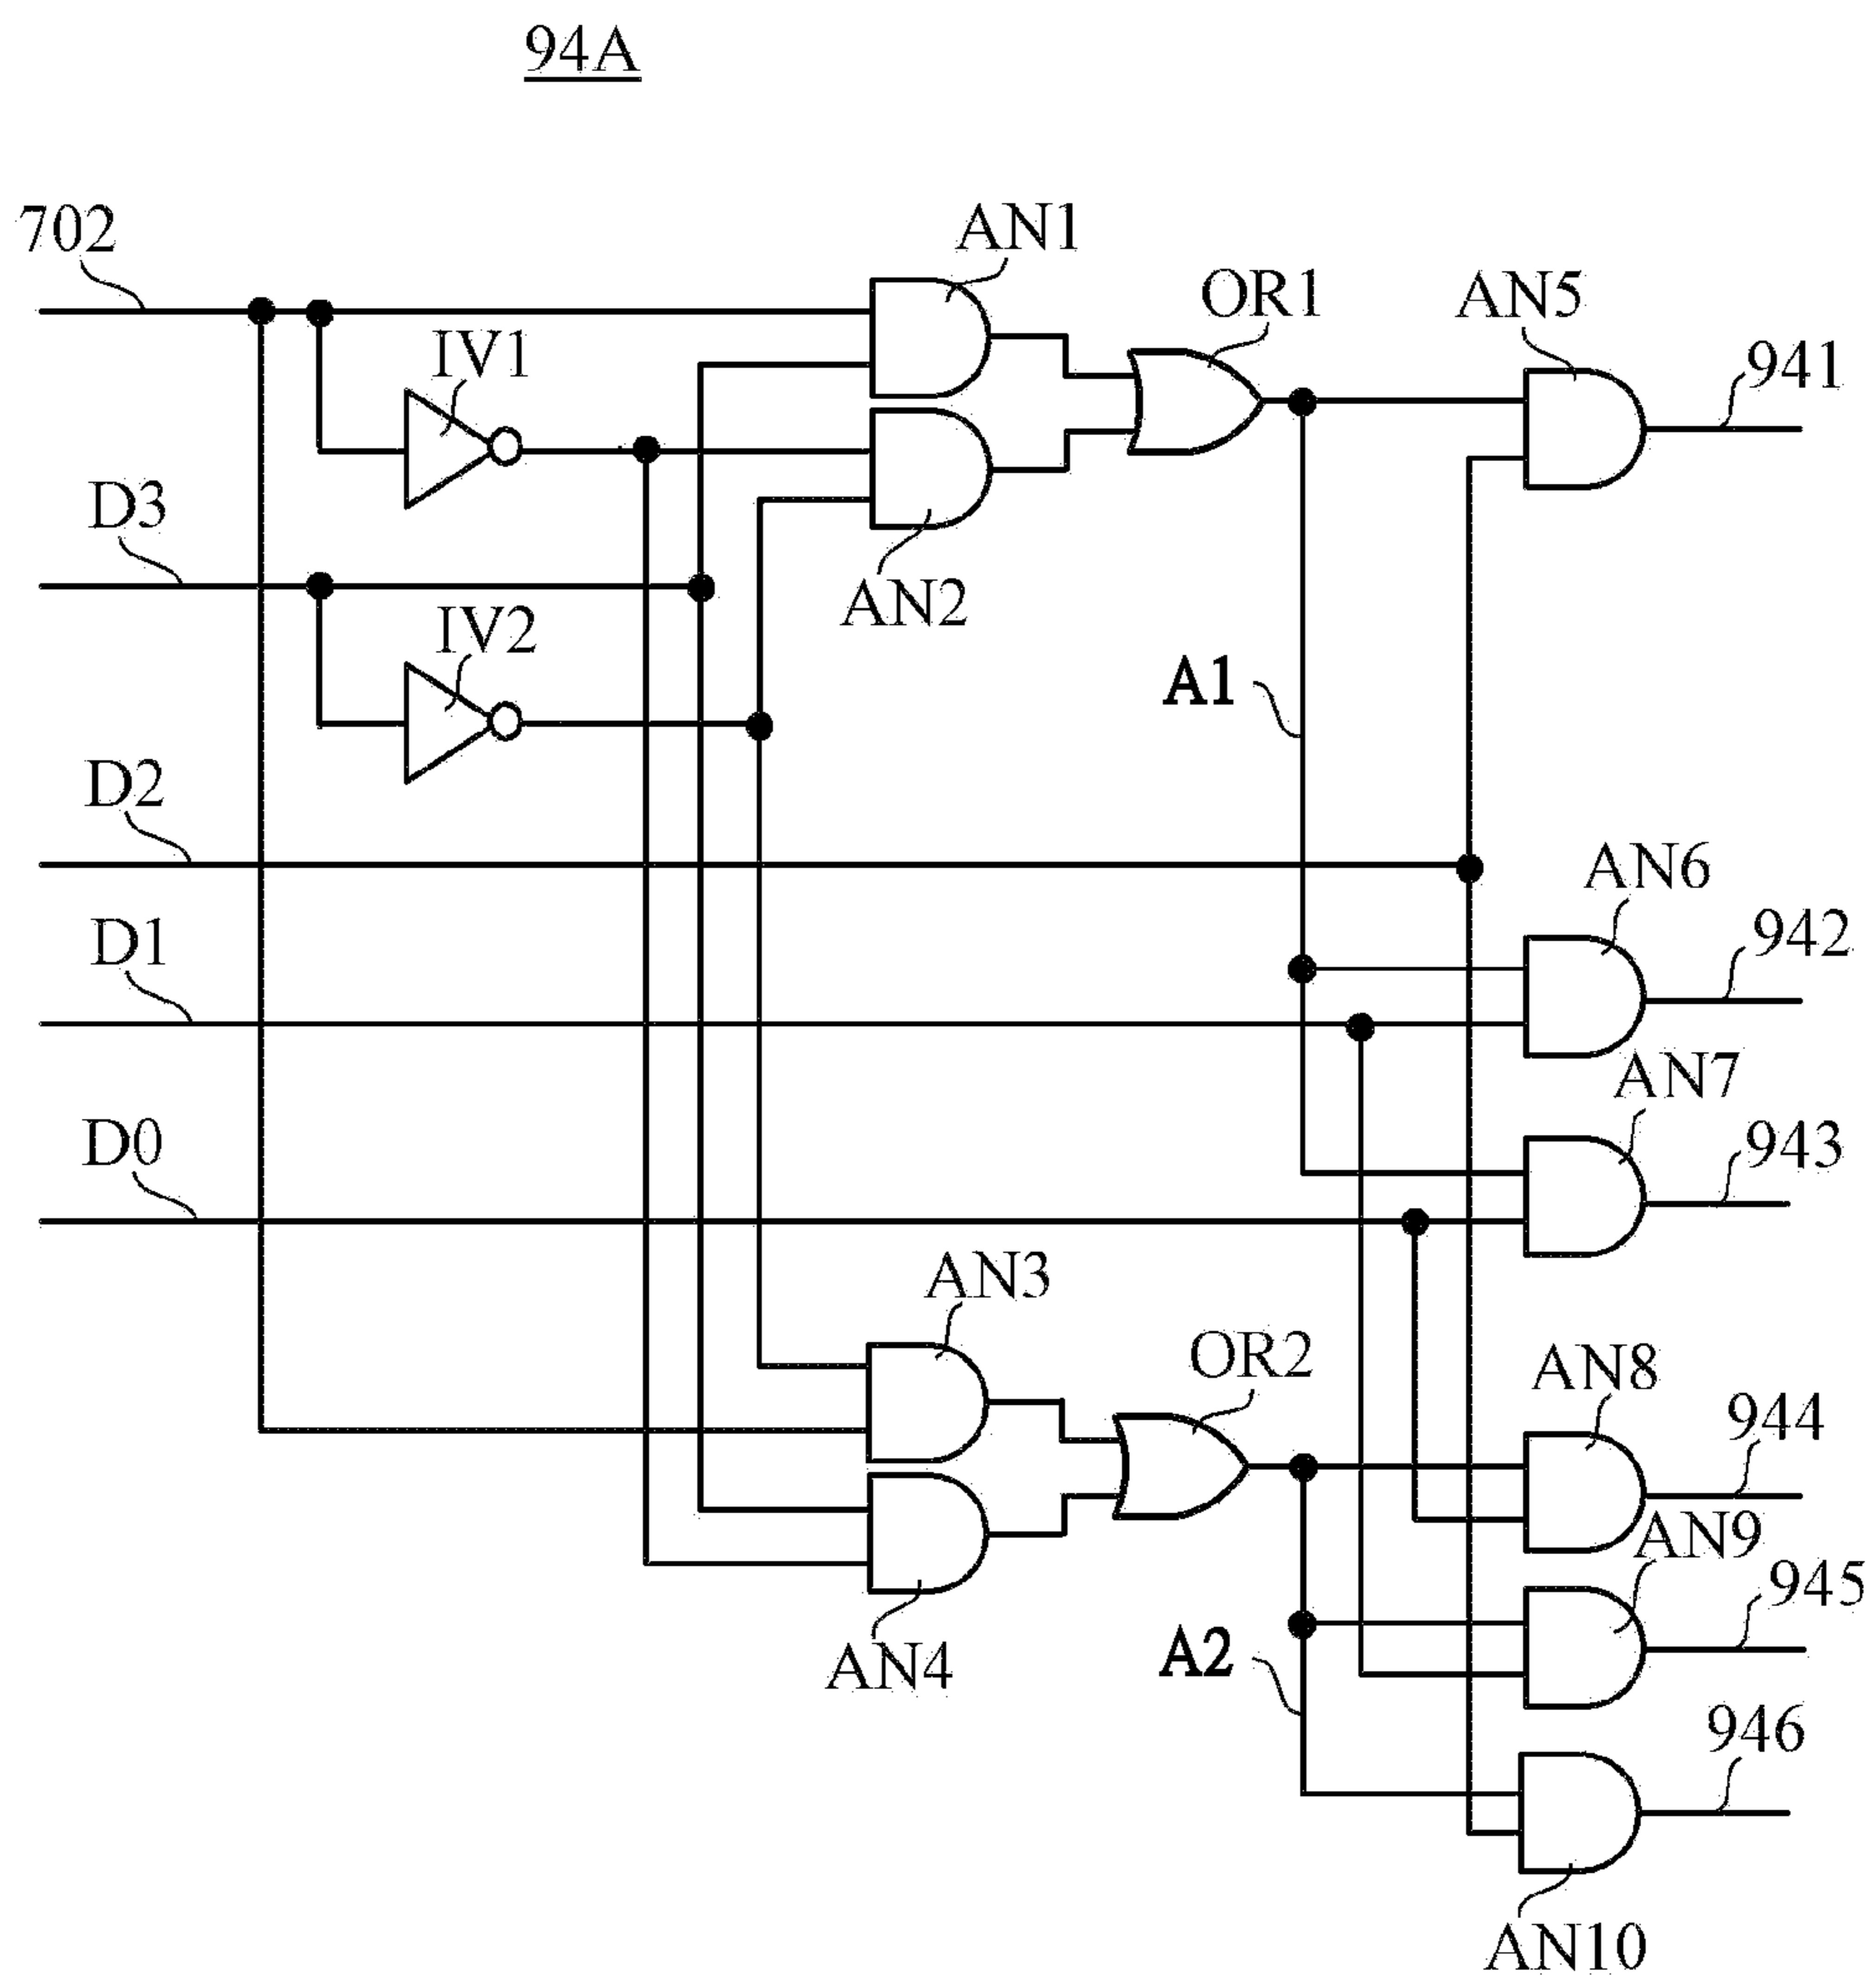 94A
702
AN1
OR1
AN5
IV1
941
D3
AN2
IV2
A1
D2
AN6
D1
942
AN7
D0
943
AN3
OR2
AN8
944
AN9
945
AN4
A2
946
AN10